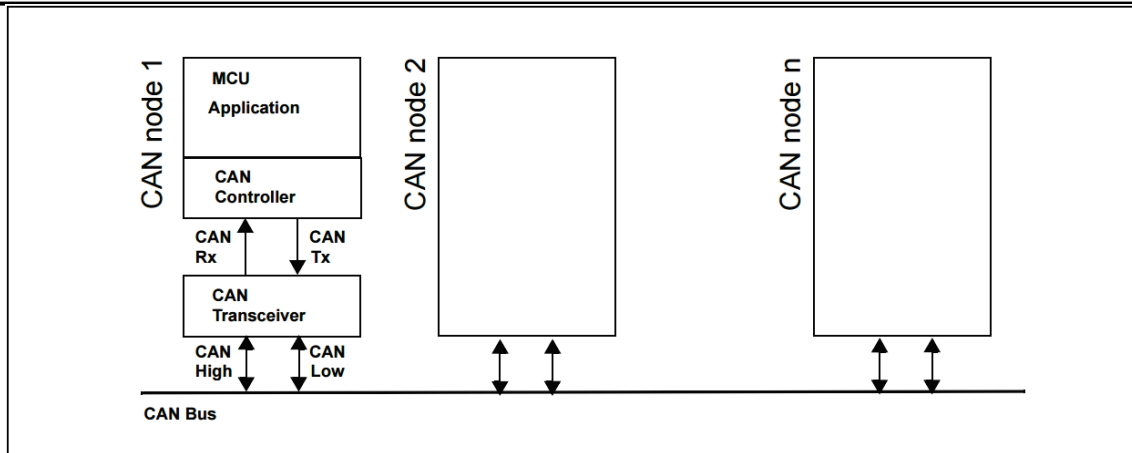 CAN node 1
MCU
Application
CAN
Controller
CAN
Rx
CAN
Tx
CAN
Transceiver
CAN
High
CAN
Low
CAN node 2
CAN node n
CAN Bus